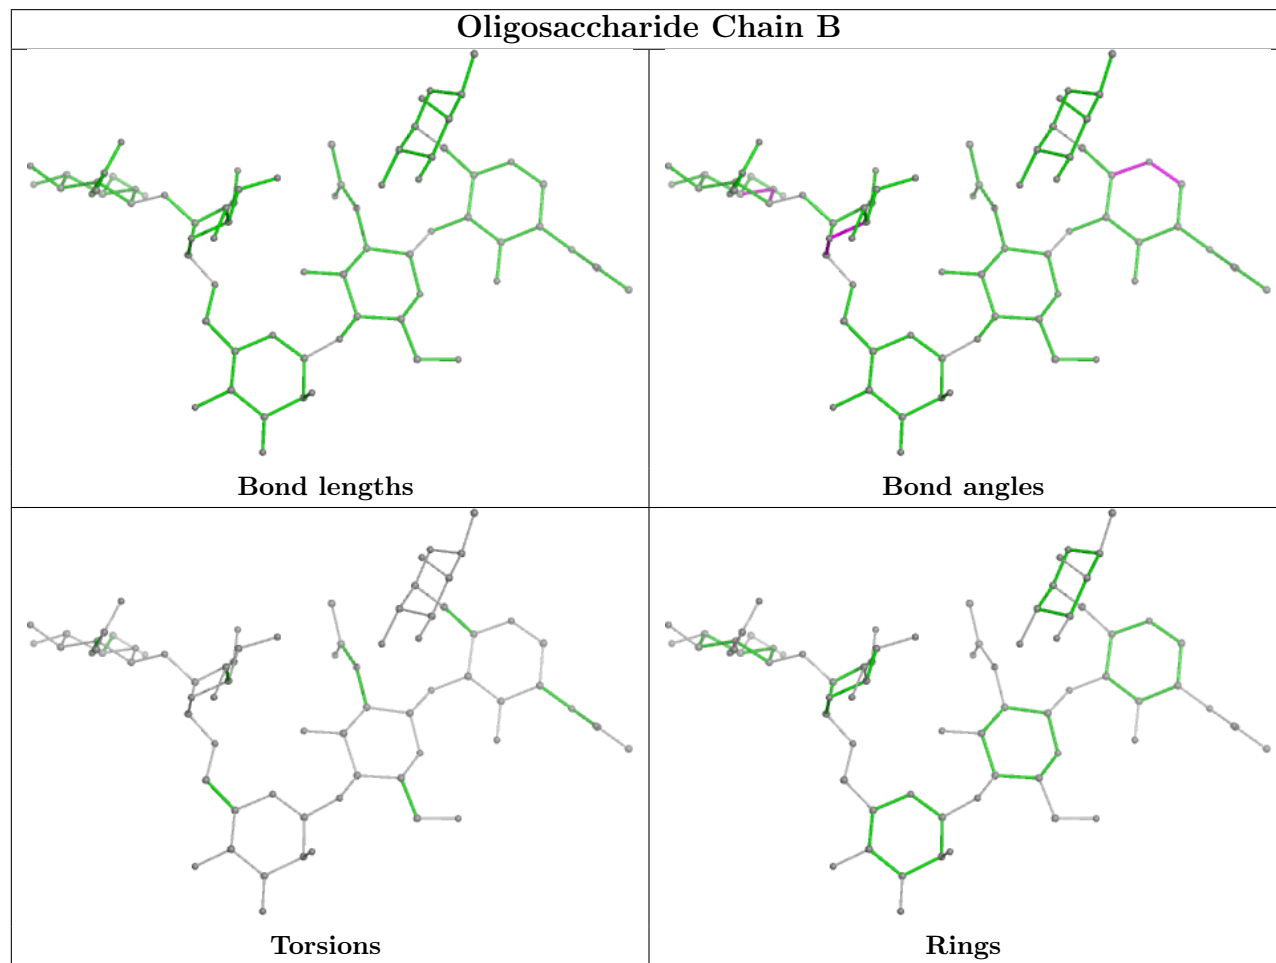 Oligosaccharide Chain B
Bond lengths
Bond angles
Torsions
Rings